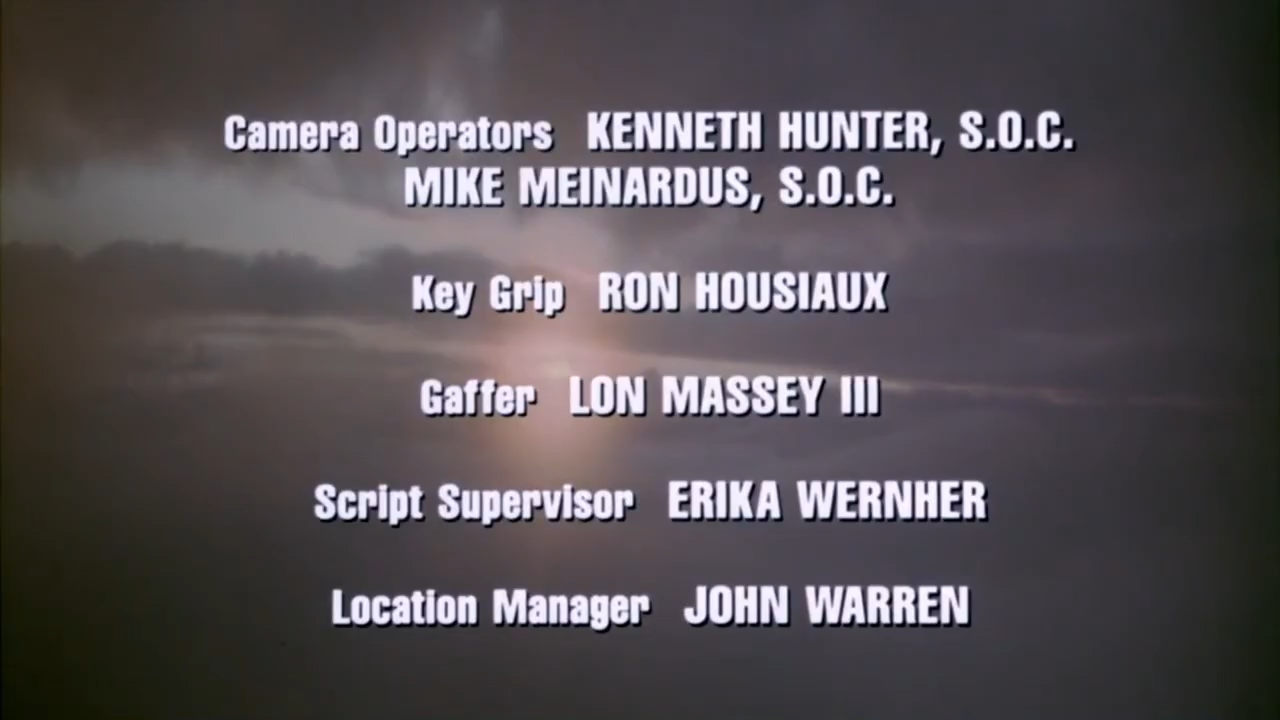 Camera Operators KENNETH HUNTER, S.O.C.
MIKE MEINARDUS, S.O.C.
Key Grip RON HOUSIAUX
Gaffer LON MASSEY III
Script Supervisor ERIKA WERNHER
Location Manager JOHN WARREN